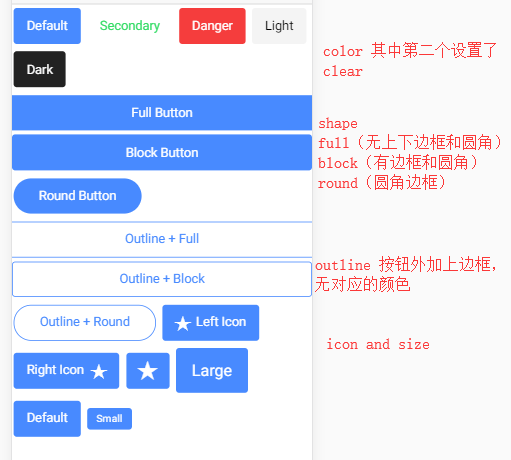 Default Secondary Danger Light
color 其中第二个设置了
clear
Dark
Full Button
shape
full（无上下边框和圆角）
Block Button
block（有边框和圆角）
round（圆角边框）
Round Button
Outline + Full
outline 按钮外加上边框，
无对应的颜色
Outline + Block
Outline + Round Left Icon
icon and size
Right Icon Large
Default Small